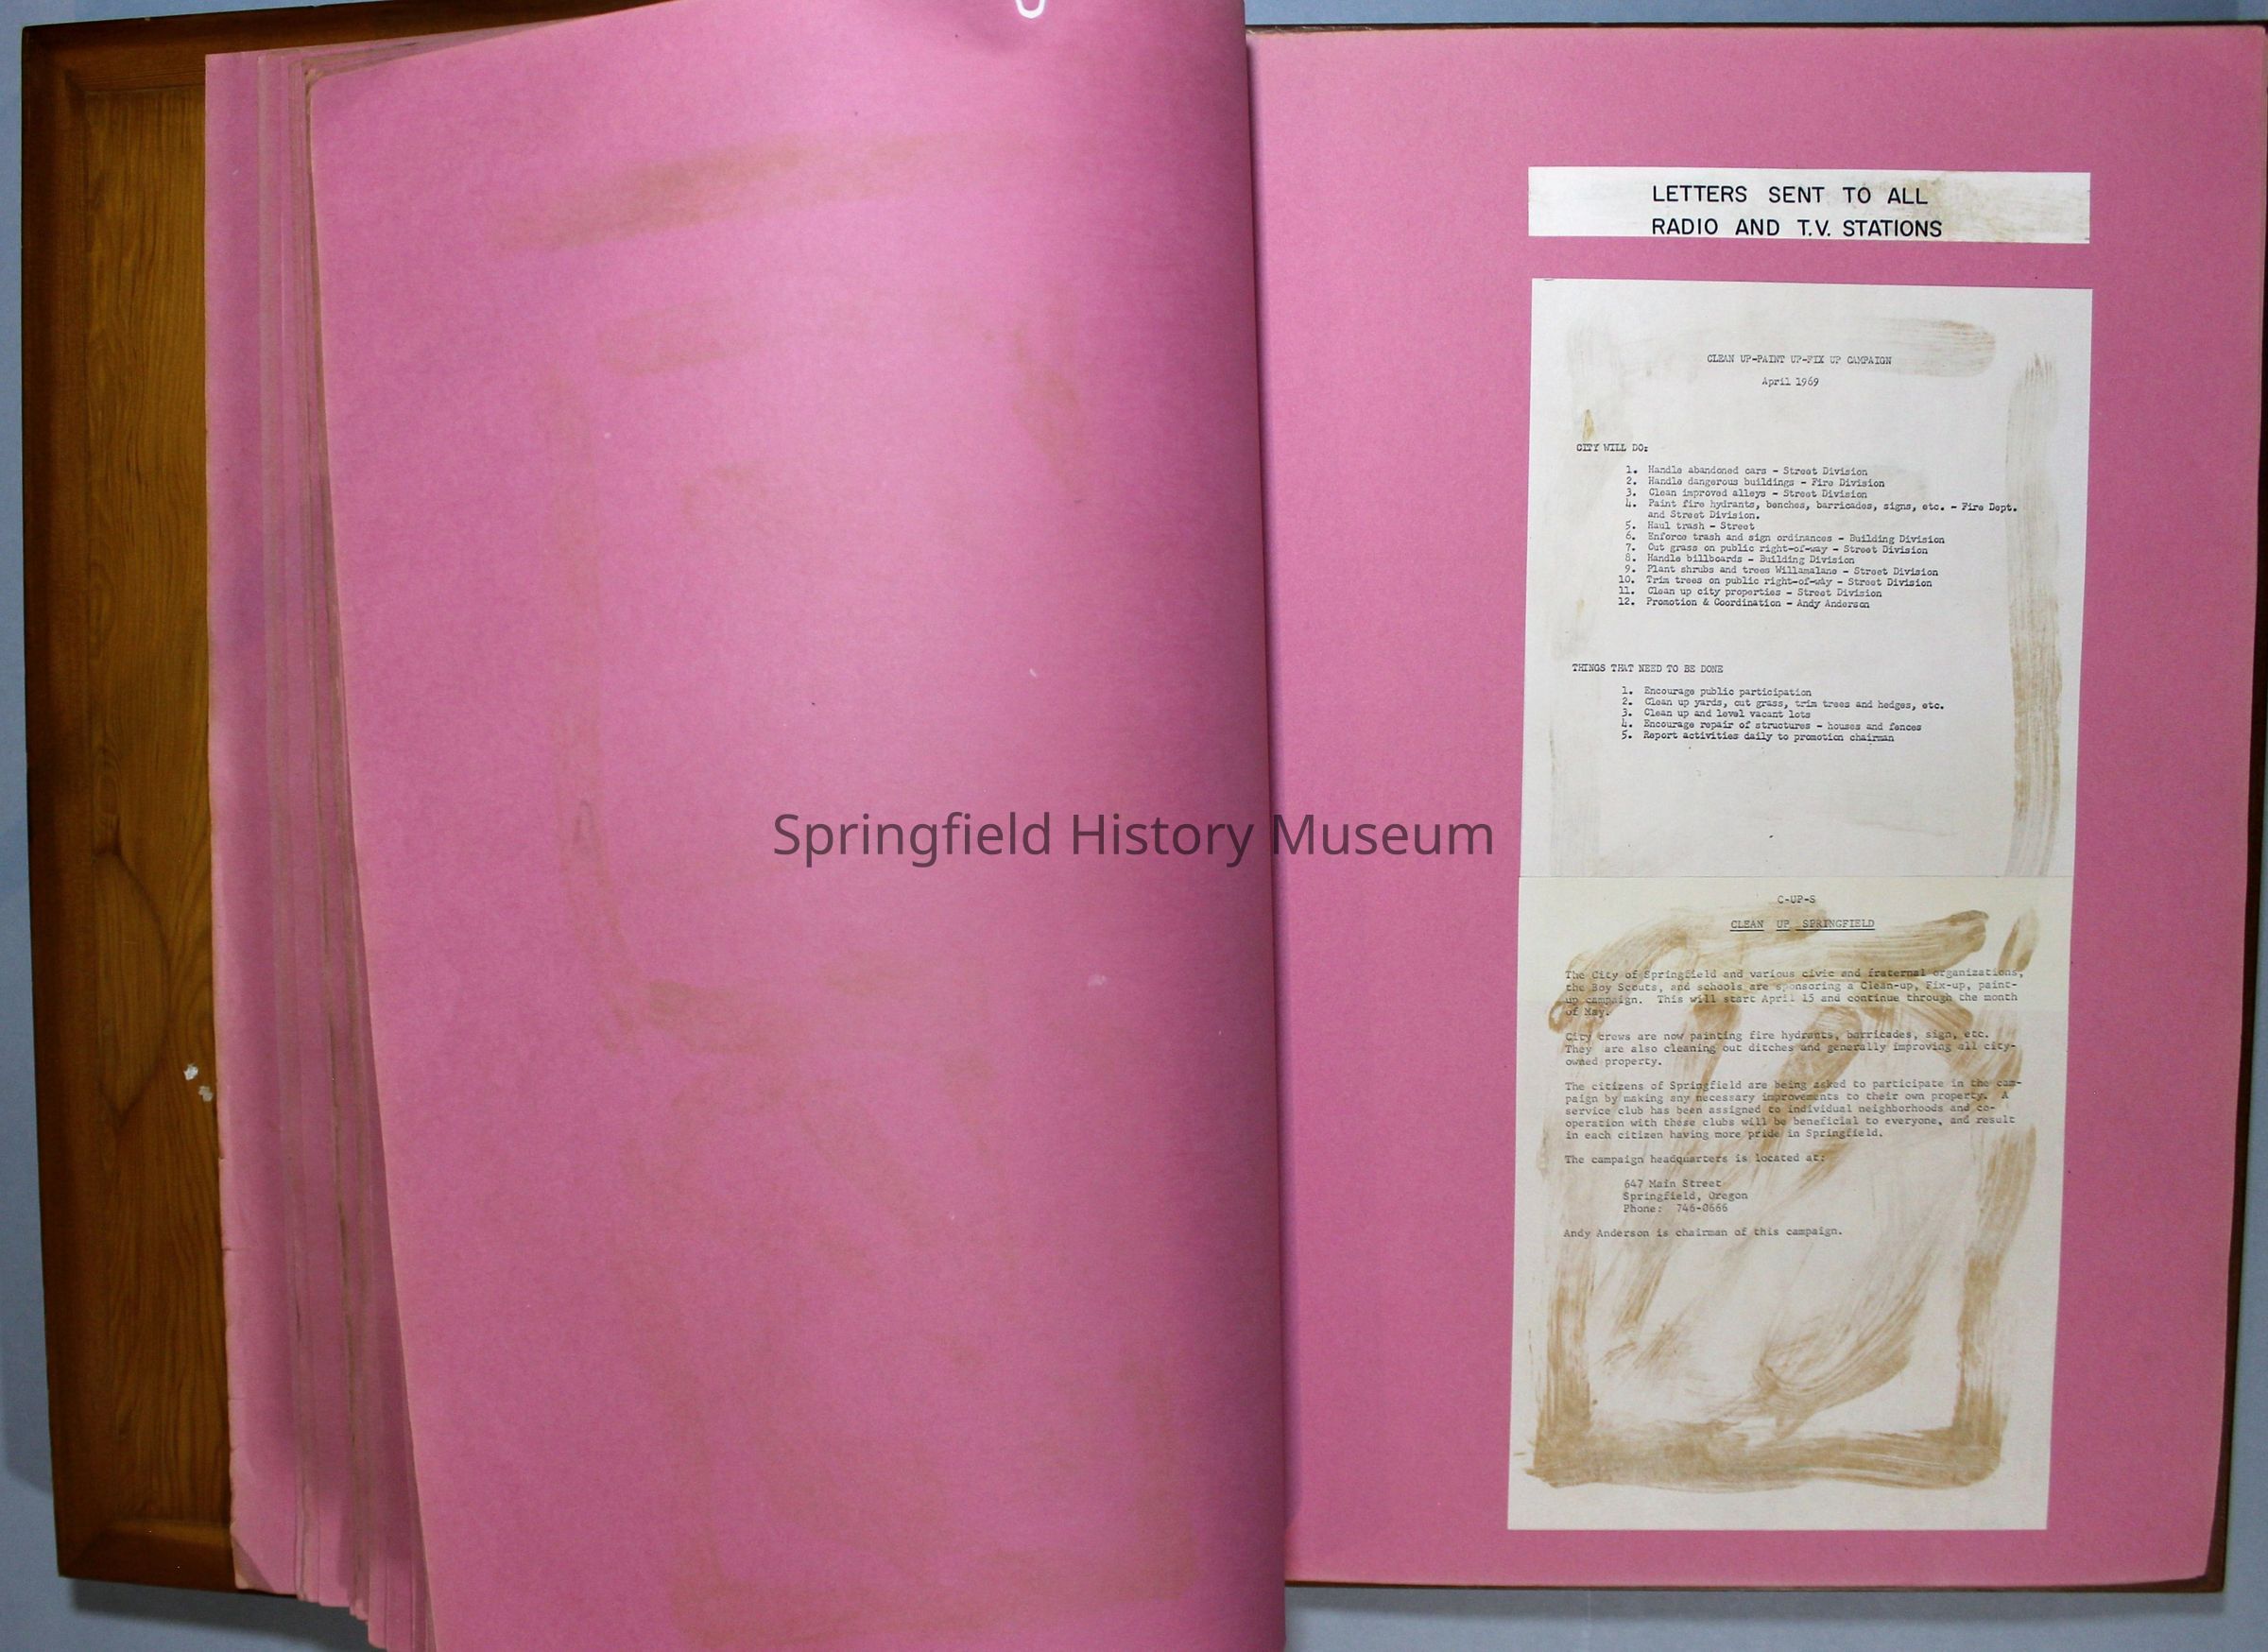 LETTERS SENT TO ALL
RADIO AND T.V. STATIONS
CLEAN UP-PAINT UP-FIX UP CAMPAIGN
April 1969
CITY WILL DO:
1. Handle abandoned cars - Street Division
2. Handle dangerous buildings - Fire Division
3. Clean improved alleys - Street Division
4. Paint fire hydrants, benches, barricades, signs, etc. - Fire Dept.
and Street Division.
5. Haul trash - Street
6. Enforce trash and sign ordinances - Building Division
7. Cut grass on public right-of-way - Street Division
8. Handle billboards - Building Division
9. Plant shrubs and trees Willamalane - Street Division
10. Trim trees on public right-of-way - Street Division
11. Clean up city properties - Street Division
12. Promotion & Coordination - Andy Anderson
THINGS THAT NEED TO BE DONE
1. Encourage public participation
2. Clean up yards, cut grass, trim trees and hedges, etc.
3. Clean up and level vacant lots
4. Encourage repair of structures - houses and fences
5. Report activities daily to promotion chairman
Springfield History Museum
C-UP-S
CLEAN UP SPRINGFIELD
The City of Springfield and various civic and fraternal organizations,
the Boy Scouts, and schools are sponsoring a Clean-up, Fix-up, paint-
up campaign. This will start April 15 and continue through the month
of May.
City crews are now painting fire hydrants, barricades, sign, etc.
They are also cleaning out ditches and generally improving all city-
owned property.
The citizens of Springfield are being asked to participate in the cam-
paign by making any necessary improvements to their own property. A
service club has been assigned to individual neighborhoods and co-
operation with these clubs will be beneficial to everyone, and result
in each citizen having more pride in Springfield.
The campaign headquarters is located at:
647 Main Street
Springfield, Oregon
Phone: 746-0666
Andy Anderson is chairman of this campaign.